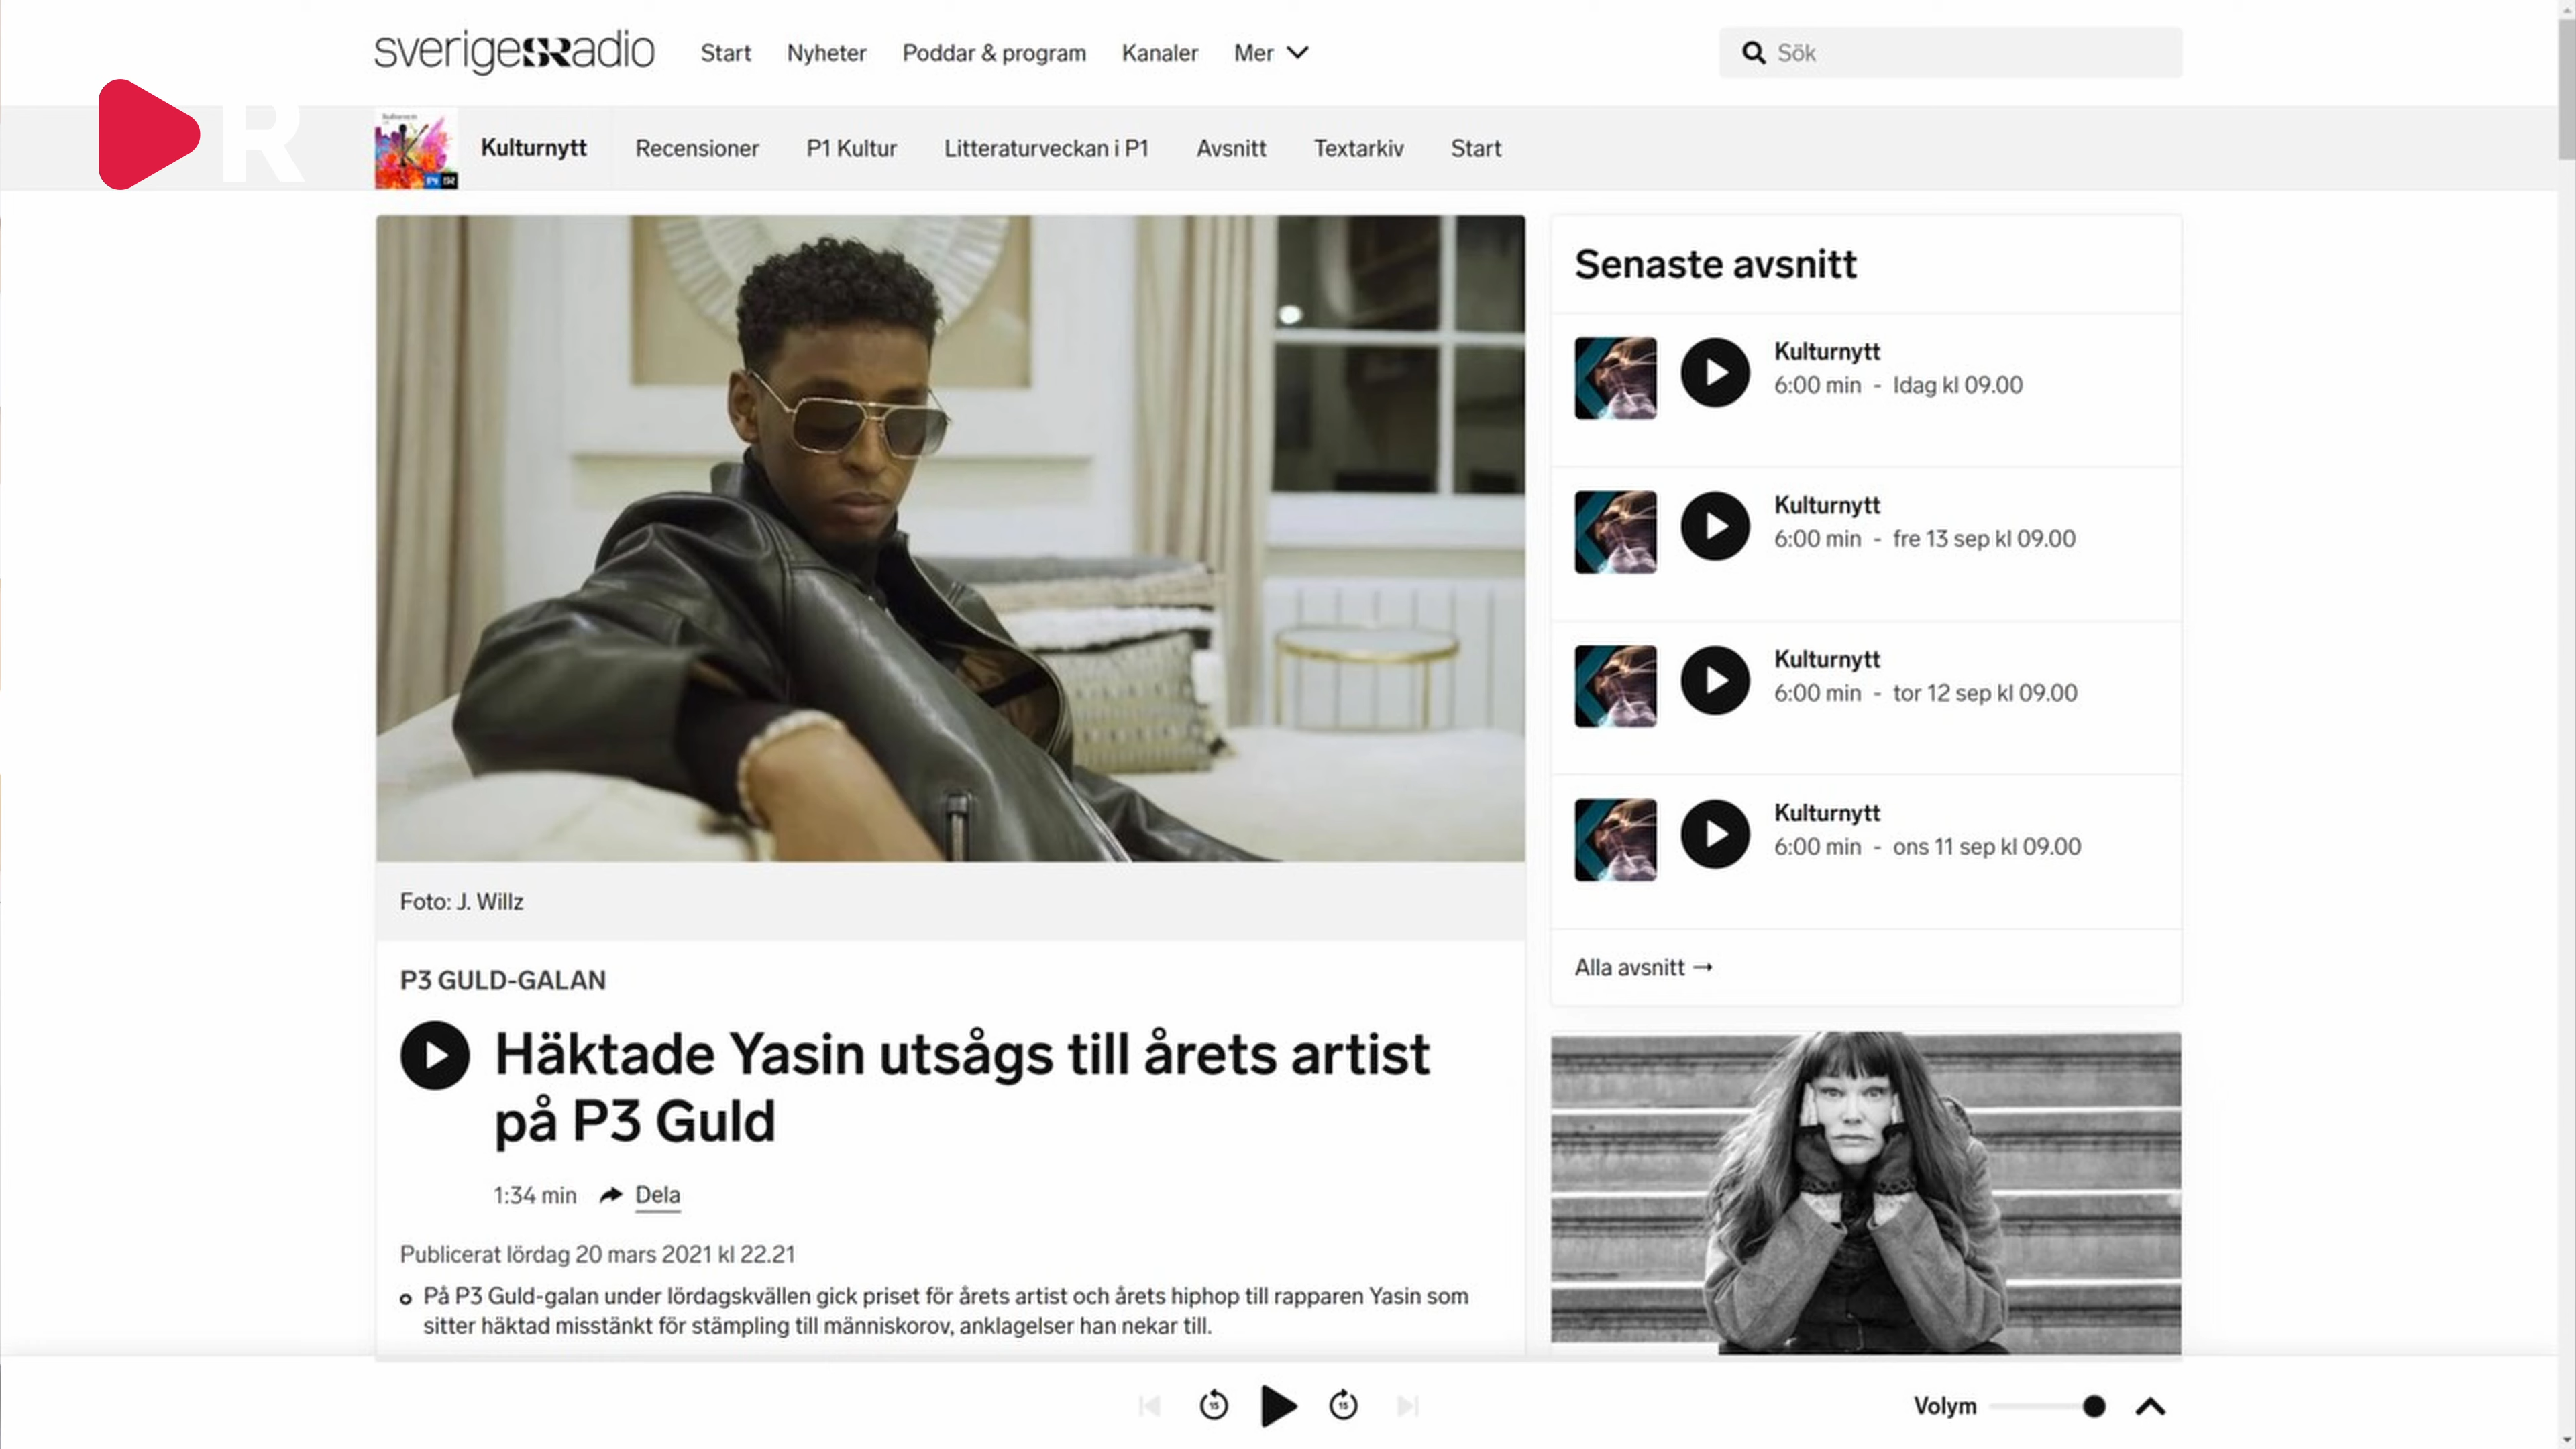 sverigesRadio
Start
Nyheter
Poddar & program
Kanaler
Mer
Sök
R
Kulturnytt
Recensioner
P1 Kultur
Litteraturveckan i P1
Avsnitt
Textarkiv
Start
Foto: J. Willz
P3 GULD-GALAN
Häktade Yasin utsågs till årets artist
på P3 Guld
1:34 min
Dela
Publicerat lördag 20 mars 2021 kl 22.21
På P3 Guld-galan under lördagskvällen gick priset för årets artist och årets hiphop till rapparen Yasin som
sitter häktad misstänkt för stämpling till människorov, anklagelser han nekar till.
Senaste avsnitt
Kulturnytt
6:00 min - Idag kl 09.00
Kulturnytt
6:00 min - fre 13 sep kl 09.00
Kulturnytt
6:00 min - tor 12 sep kl 09.00
Kulturnytt
6:00 min - ons 11 sep kl 09.00
Alla avsnitt →
15
15
Volym